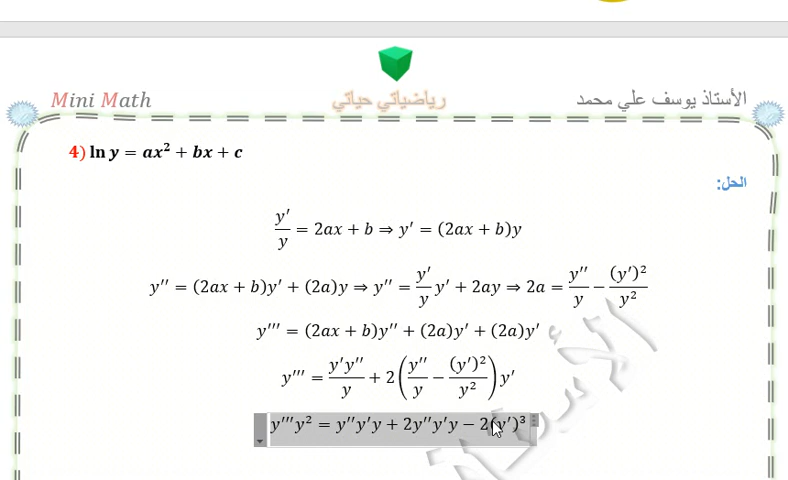 Mini Math رياضياتي حياتي الأستاذ يوسف علي محمد
4) ln y = ax² + bx + c
الحل:
y′/y = 2ax + b ⇒ y′ = (2ax + b)y
y″ = (2ax + b)y′ + (2a)y ⇒ y″ = y′/y y′ + 2ay ⇒ 2a = y″/y − (y′)²/y²
y‴ = (2ax + b)y″ + (2a)y′ + (2a)y′
y‴ = y′y″/y + 2(y″/y − (y′)²/y²)y′
y‴y² = y″y′y + 2y″y′y − 2(y′)³